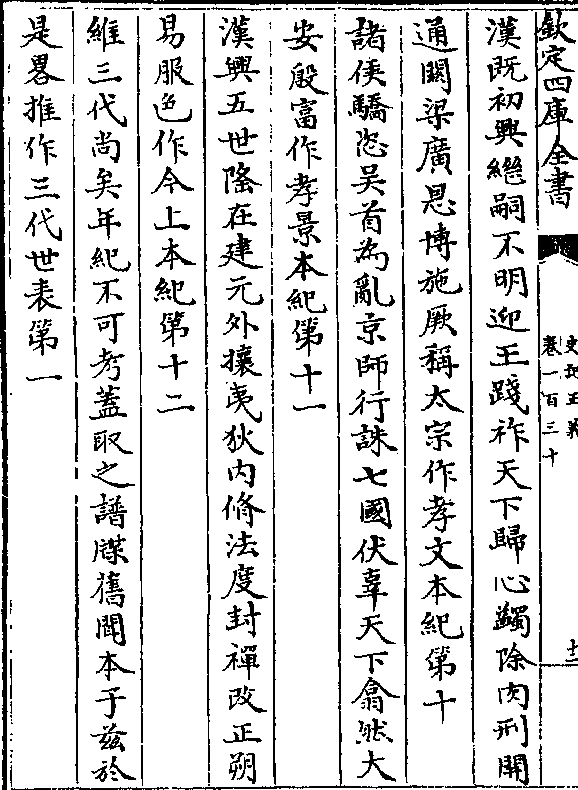 欽定四庫全書
史記正義
卷一百三十
十二
漢既初興繼嗣不明迎王踐祚天下歸心蠲除肉刑開
通關梁廣恩博施厥稱太宗作孝文本紀第十
諸侯驕恣吳首為亂京師行誅七國伏辜天下翕然大
安殷富作孝景本紀第十一
漢興五世隆在建元外攘夷狄内脩法度封禪改正朔
易服色作今上本紀第十二
維三代尚矣年紀不可考蓋取之譜牒舊聞本于兹於
是畧推作三代世表第一